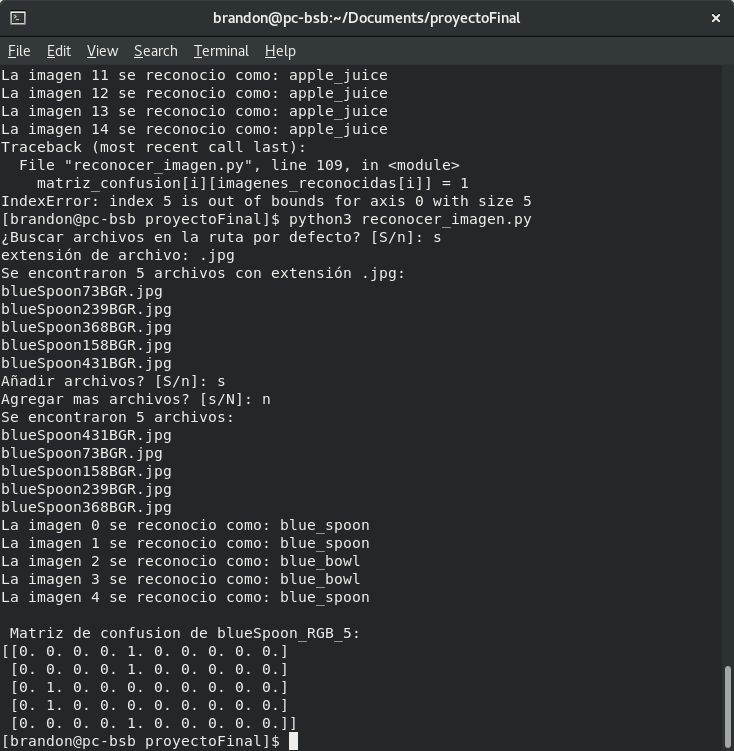 brandon@pc-bsb:~/Documents/proyectoFinal
File Edit View Search Terminal Help
La imagen 11 se reconocio como: apple_juice
La imagen 12 se reconocio como: apple_juice
La imagen 13 se reconocio como: apple_juice
La imagen 14 se reconocio como: apple_juice
Traceback (most recent call last):
  File "reconocer_imagen.py", line 109, in <module>
    matriz_confusion[i][imagenes_reconocidas[i]] = 1
IndexError: index 5 is out of bounds for axis 0 with size 5
[brandon@pc-bsb proyectoFinal]$ python3 reconocer_imagen.py
¿Buscar archivos en la ruta por defecto? [S/n]: s
extensión de archivo: .jpg
Se encontraron 5 archivos con extensión .jpg:
blueSpoon73BGR.jpg
blueSpoon239BGR.jpg
blueSpoon368BGR.jpg
blueSpoon158BGR.jpg
blueSpoon431BGR.jpg
Añadir archivos? [S/n]: s
Agregar mas archivos? [s/N]: n
Se encontraron 5 archivos:
blueSpoon431BGR.jpg
blueSpoon73BGR.jpg
blueSpoon158BGR.jpg
blueSpoon239BGR.jpg
blueSpoon368BGR.jpg
La imagen 0 se reconocio como: blue_spoon
La imagen 1 se reconocio como: blue_spoon
La imagen 2 se reconocio como: blue_bowl
La imagen 3 se reconocio como: blue_bowl
La imagen 4 se reconocio como: blue_spoon

 Matriz de confusion de blueSpoon_RGB_5:
[[0. 0. 0. 0. 1. 0. 0. 0. 0. 0.]
 [0. 0. 0. 0. 1. 0. 0. 0. 0. 0.]
 [0. 1. 0. 0. 0. 0. 0. 0. 0. 0.]
 [0. 1. 0. 0. 0. 0. 0. 0. 0. 0.]
 [0. 0. 0. 0. 1. 0. 0. 0. 0. 0.]]
[brandon@pc-bsb proyectoFinal]$